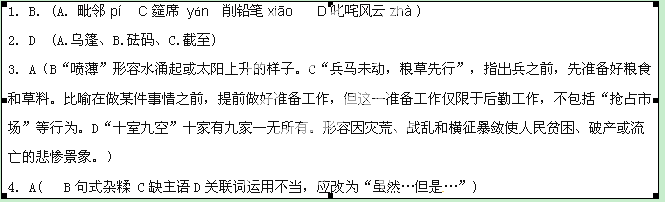 1. B. (A. 毗邻 pí  C 筵席 yán  削铅笔 xiāo   D 叱咤风云 zhà )
2. D (A.乌篷、B.砝码、C.截至)
3. A (B“喷薄”形容水涌起或太阳上升的样子。C“兵马未动，粮草先行”，指出兵之前，先准备好粮食
和草料。比喻在做某件事情之前，提前做好准备工作，但这一准备工作仅限于后勤工作，不包括“抢占市
场”等行为。D“十室九空”十家有九家一无所有。形容因灾荒、战乱和横征暴敛使人民贫困、破产或流
亡的悲惨景象。)
4. A(  B 句式杂糅 C 缺主语 D 关联词运用不当，应改为“虽然…但是…”)